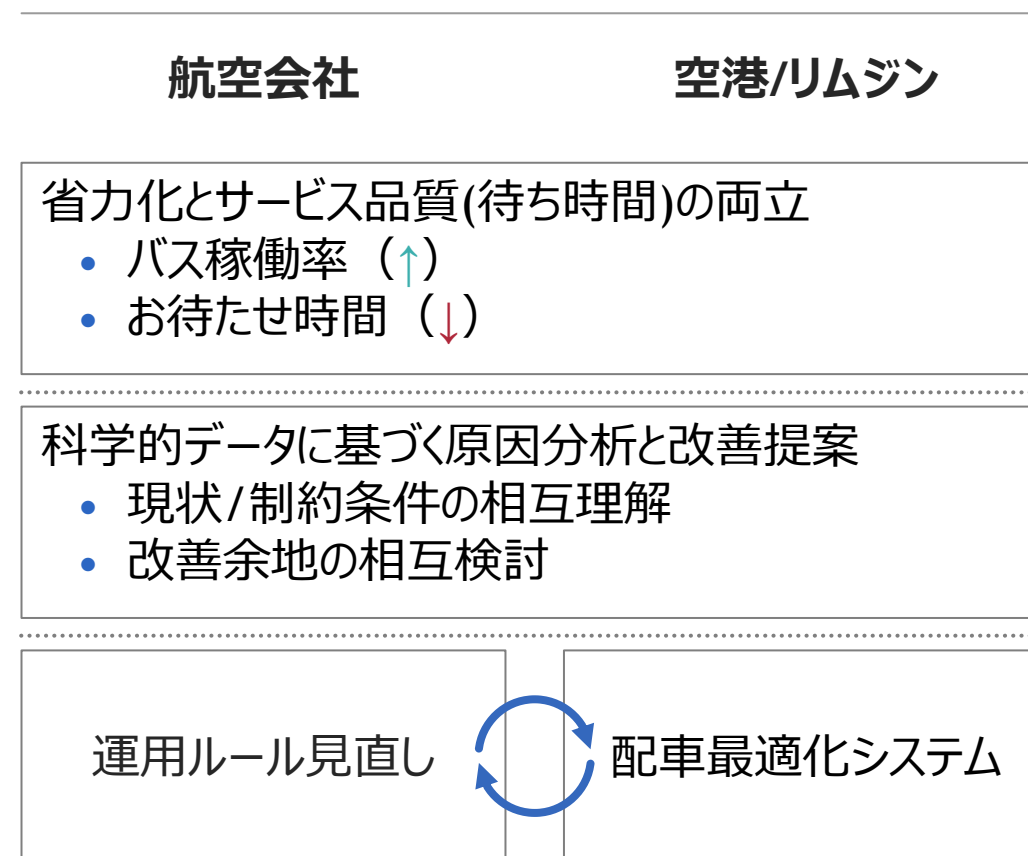 航空会社
空港/リムジン
省力化とサービス品質(待ち時間)の両立
• バス稼働率（↑）
• お待たせ時間（↓）
科学的データに基づく原因分析と改善提案
• 現状/制約条件の相互理解
• 改善余地の相互検討
運用ルール見直し
配車最適化システム